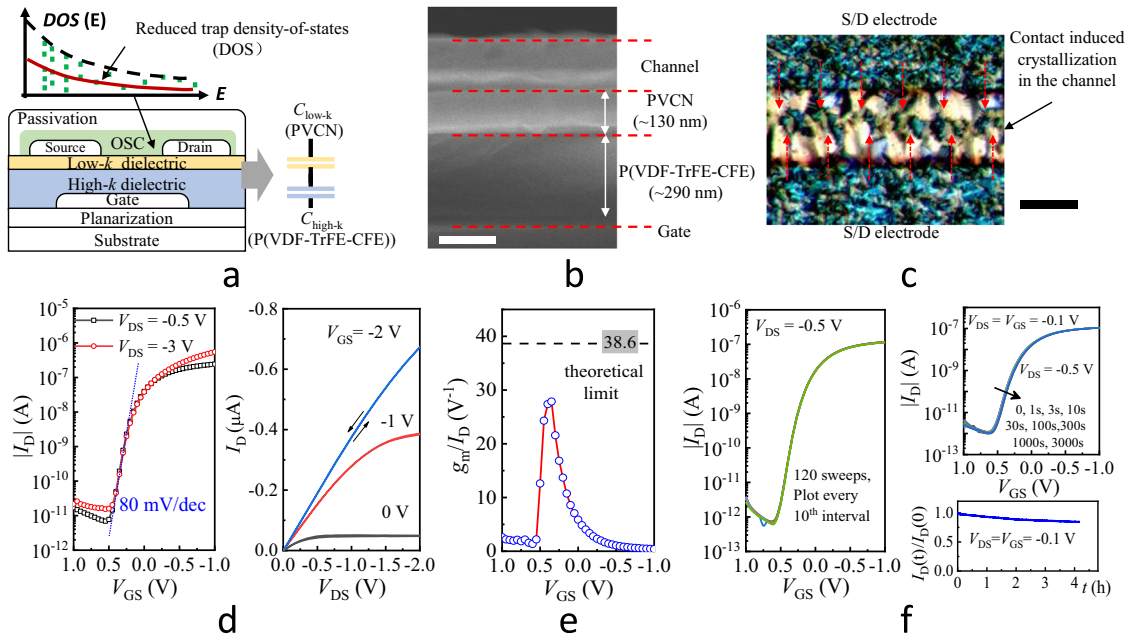 DOS (E)
Reduced trap density-of-states
(DOS）
E
Passivation
OSC
Source
Drain
Low-k dielectric
High-k dielectric
Gate
Planarization
Substrate
C low-k
(PVCN)
C high-k
(P(VDF-TrFE-CFE))
a
Channel
PVCN
(~130 nm)
P(VDF-TrFE-CFE)
(~290 nm)
Gate
b
S/D electrode
Contact induced
crystallization
in the channel
S/D electrode
c
10⁻⁵
10⁻⁶
10⁻⁷
10⁻⁸
10⁻⁹
10⁻¹⁰
10⁻¹¹
10⁻¹²
|I_D| (A)
V_DS = -0.5 V
V_DS = -3 V
80 mV/dec
1.0 0.5 0.0 -0.5 -1.0
V_GS (V)
-0.8
-0.6
-0.4
-0.2
0.0
I_D (μA)
V_GS= -2 V
-1 V
0 V
0.0 -0.5 -1.0 -1.5 -2.0
V_DS (V)
d
40
30
20
10
0
g_m/I_D (V⁻¹)
38.6
theoretical
limit
1.0 0.5 0.0 -0.5 -1.0
V_GS (V)
e
10⁻⁶
10⁻⁷
10⁻⁸
10⁻⁹
10⁻¹⁰
10⁻¹¹
10⁻¹²
10⁻¹³
|I_D| (A)
V_DS = -0.5 V
120 sweeps,
Plot every
10th interval
1.0 0.5 0.0 -0.5 -1.0
V_GS (V)
10⁻⁷
10⁻⁹
10⁻¹¹
10⁻¹³
|I_D| (A)
V_DS = V_GS = -0.1 V
V_DS = -0.5 V
0, 1s, 3s, 10s
30s, 100s,300s
1000s, 3000s
1.0 0.5 0.0 -0.5 -1.0
V_GS (V)
1.0
0.5
0.0
I_D(t)/I_D(0)
V_DS=V_GS= -0.1 V
0 1 2 3 4 t (h)
f